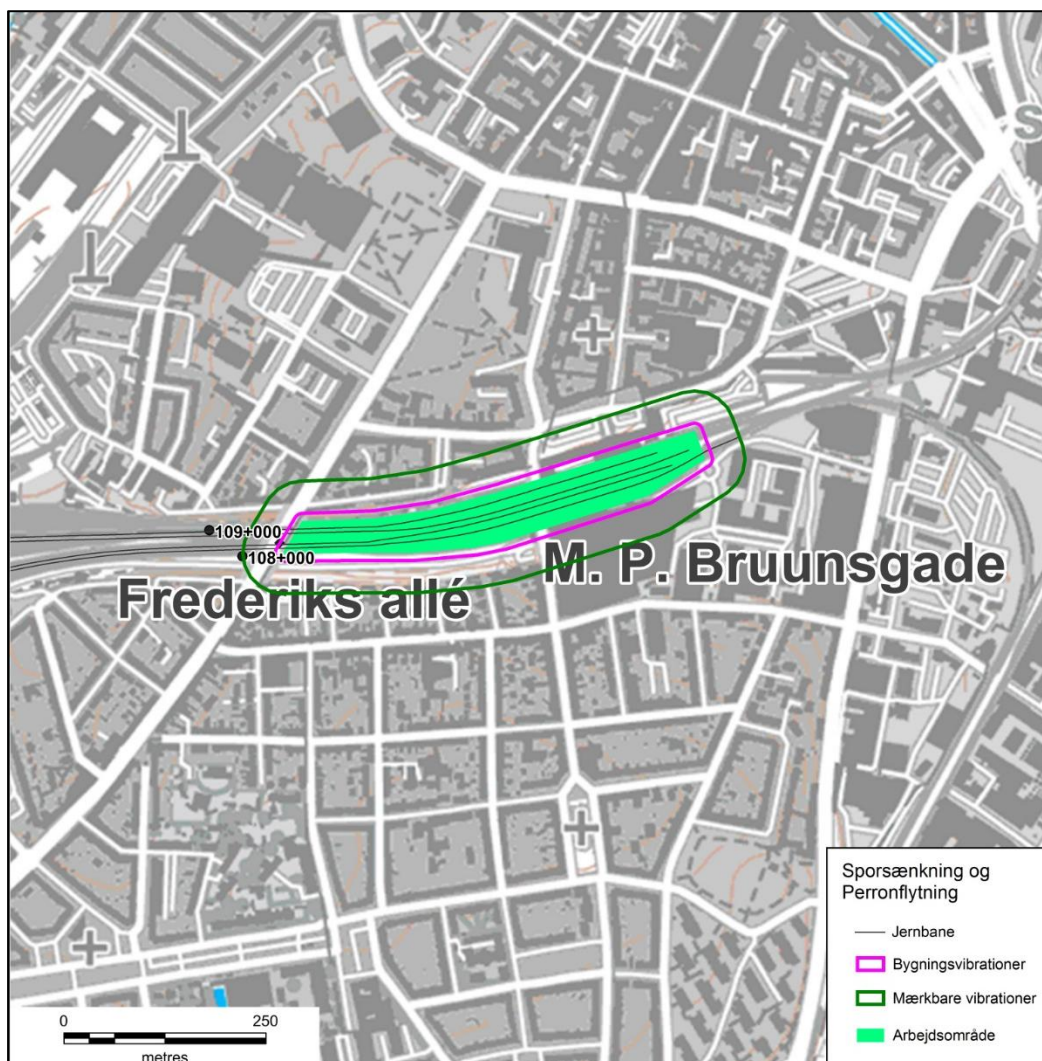 S
109+000
108+000
M. P. Bruunsgade
Frederiks allé
Sporsænkning og
Perronflytning
Jernbane
Bygningsvibrationer
Mærkbare vibrationer
Arbejdsområde
0 250
metres